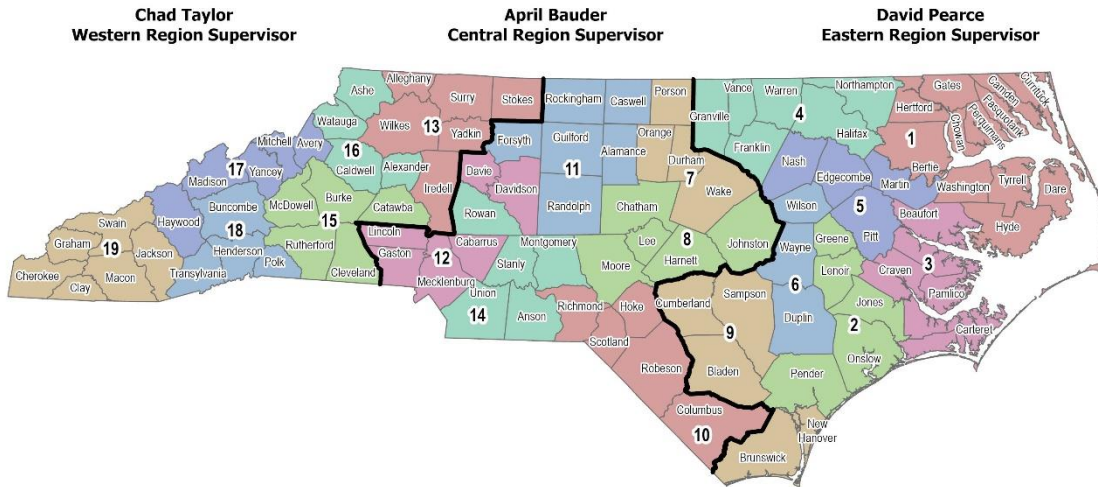 Chad Taylor
Western Region Supervisor
April Bauder
Central Region Supervisor
David Pearce
Eastern Region Supervisor
Ashe
Alleghany
Surry
Stokes
Rockingham
Caswell
Person
Granville
Vance
Warren
Northampton
Gates
Camden
Currituck
Hertford
Pasquotank
Perquimans
Chowan
Watauga
Wilkes
13
Yadkin
Forsyth
Guilford
Alamance
Orange
Durham
Franklin
4
Halifax
1
Mitchell
Avery
16
Caldwell
Alexander
Iredell
Davie
Davidson
11
7
Wake
Nash
Edgecombe
Martin
Bertie
Washington
Tyrrell
Dare
17
Madison
Yancey
Burke
McDowell
15
Catawba
Rowan
Randolph
Chatham
Wilson
5
Pitt
Beaufort
Hyde
Buncombe
Haywood
18
Swain
Graham
19
Jackson
Henderson
Rutherford
Lincoln
Gaston
12
Cabarrus
Montgomery
Stanly
Lee
8
Johnston
Harnett
Moore
Wayne
Greene
Lenoir
Craven
3
Pamlico
Cherokee
Macon
Clay
Transylvania
Polk
Cleveland
Mecklenburg
Union
14
Anson
Richmond
Hoke
Scotland
Cumberland
Sampson
9
6
Duplin
Jones
2
Onslow
Carteret
Robeson
Bladen
Pender
Columbus
10
New
Hanover
Brunswick